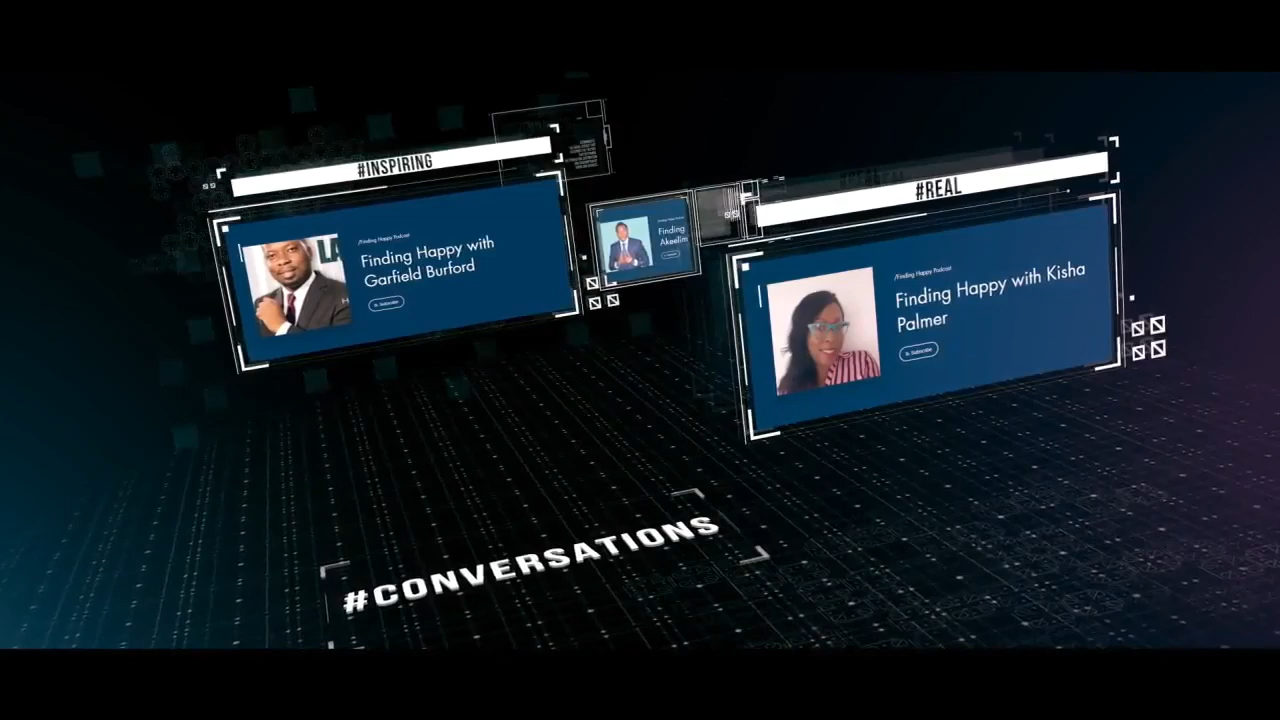 #INSPIRING
/Finding Happy Podcast
Finding Happy with
Garfield Burford
Subscribe
Finding
Akeelim
#REAL
/Finding Happy Podcast
Finding Happy with Kisha
Palmer
Subscribe
#CONVERSATIONS